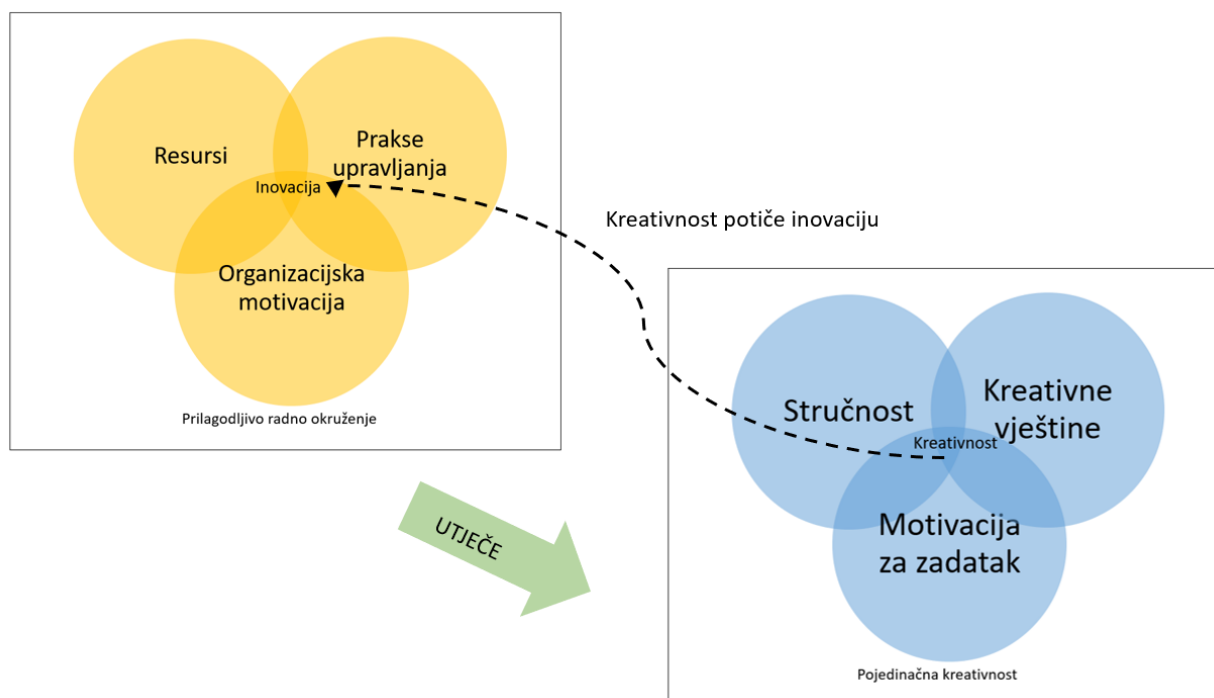 Resursi
Prakse
upravljanja
Inovacija
Organizacijska
motivacija
Prilagodljivo radno okruženje
Kreativnost potiče inovaciju
UTJEČE
Stručnost
Kreativne
vještine
Kreativnost
Motivacija
za zadatak
Pojedinačna kreativnost